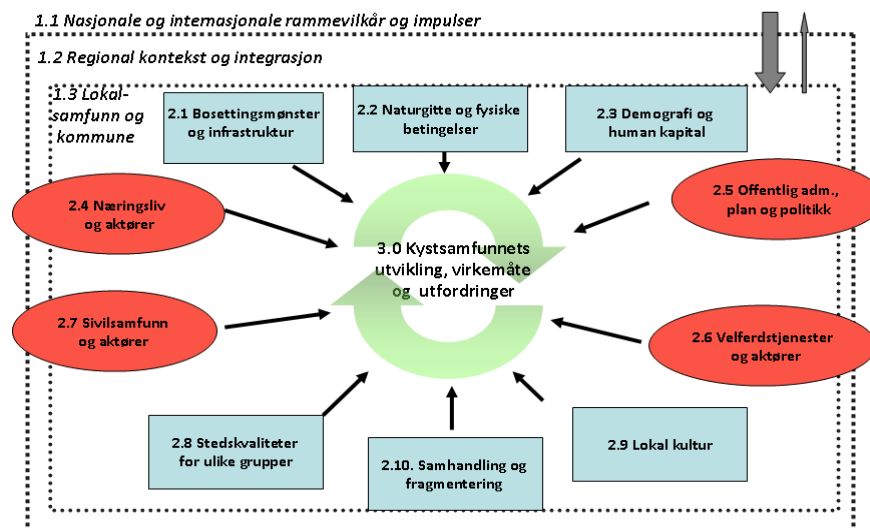 1.1 Nasjonale og internasjonale rammevilkår og impulser
1.2 Regional kontekst og integrasjon
1.3 Lokal-
samfunn og
kommune
2.1 Bosettingsmønster
og infrastruktur
2.2 Naturgitte og fysiske
betingelser
2.3 Demografi og
human kapital
2.4 Næringsliv
og aktører
2.5 Offentlig adm.,
plan og politikk
3.0 Kystsamfunnets
utvikling, virkemåte
og utfordringer
2.7 Sivilsamfunn
og aktører
2.6 Velferdstjenester
og aktører
2.8 Stedskvaliteter
for ulike grupper
2.10. Samhandling og
fragmentering
2.9 Lokal kultur